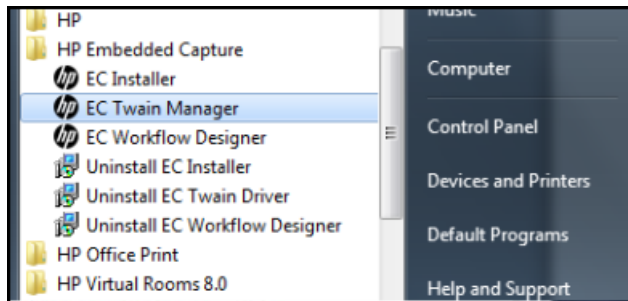 HP
HP Embedded Capture
EC Installer
EC Twain Manager
EC Workflow Designer
Uninstall EC Installer
Uninstall EC Twain Driver
Uninstall EC Workflow Designer
HP Office Print
HP Virtual Rooms 8.0
Music
Computer
Control Panel
Devices and Printers
Default Programs
Help and Support